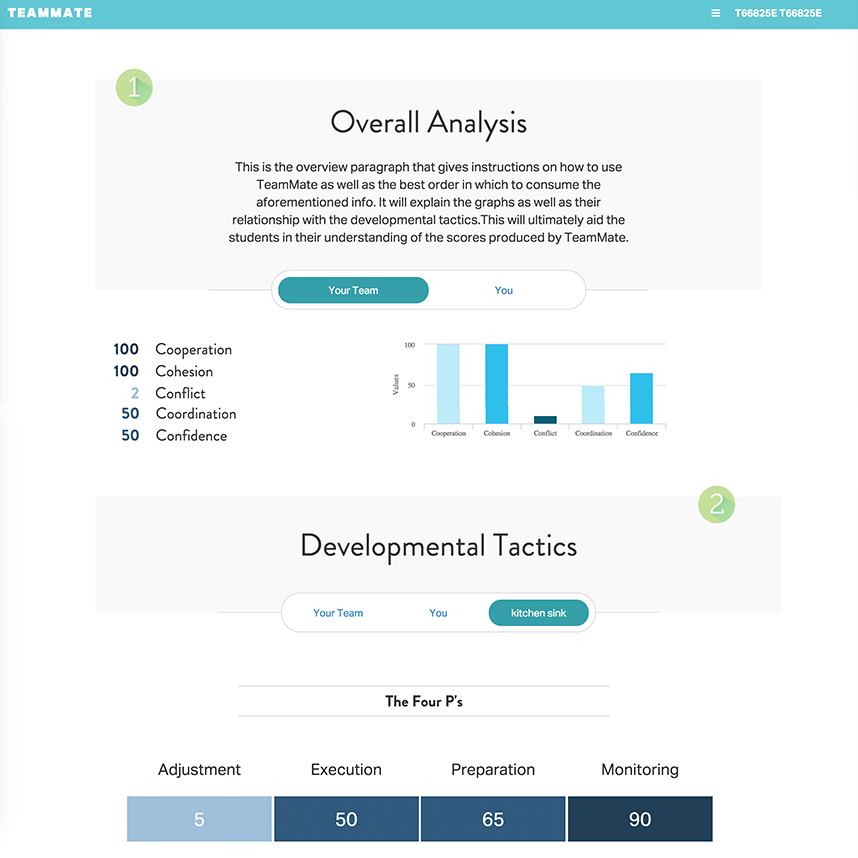 TEAMMATE
☰ T66825E T66825E
1
Overall Analysis
This is the overview paragraph that gives instructions on how to use
TeamMate as well as the best order in which to consume the
aforementioned info. It will explain the graphs as well as their
relationship with the developmental tactics.This will ultimately aid the
students in their understanding of the scores produced by TeamMate.
Your Team You
100 Cooperation
100 Cohesion
2 Conflict
50 Coordination
50 Confidence
100
Values
50
0
Cooperation Cohesion Conflict Coordination Confidence
2
Developmental Tactics
Your Team You kitchen sink
The Four P's
Adjustment Execution Preparation Monitoring
5 50 65 90